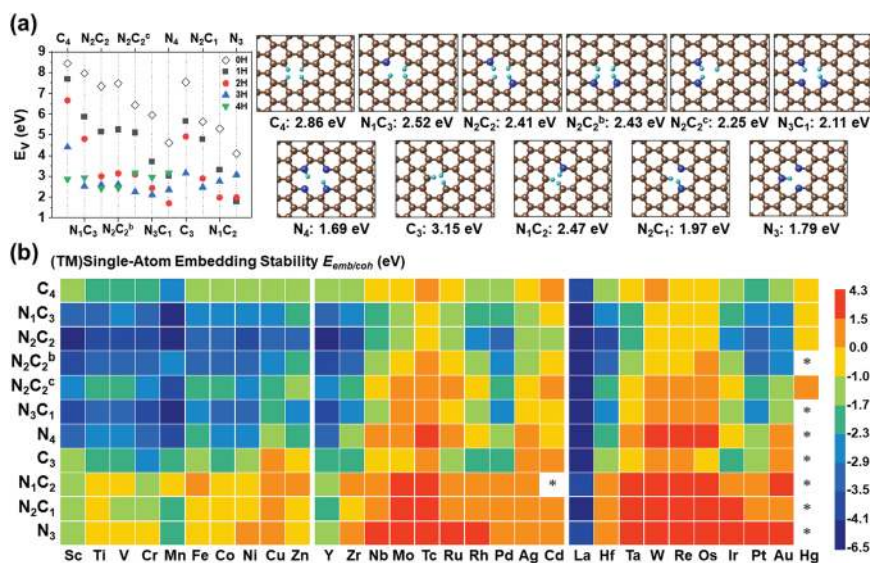 (a)
N₂C₂ N₂C₂ᶜ N₄ N₂C₁ N₃
C₄ N₂C₂ N₂C₂ᶜ N₄ N₂C₁ N₃
9
8
7
6
5
4
3
2
1
Eᵥ (eV)
0H
1H
2H
3H
4H
N₁C₃ N₂C₂ᵇ N₃C₁ C₃ N₁C₂
C₄: 2.86 eV N₁C₃: 2.52 eV N₂C₂: 2.41 eV N₂C₂ᵇ: 2.43 eV N₂C₂ᶜ: 2.25 eV N₃C₁: 2.11 eV
N₄: 1.69 eV C₃: 3.15 eV N₁C₂: 2.47 eV N₂C₁: 1.97 eV N₃: 1.79 eV
(b)
(TM)Single-Atom Embedding Stability E_emb/coh (eV)
C₄
N₁C₃
N₂C₂
N₂C₂ᵇ *
N₂C₂ᶜ
N₃C₁ *
N₄ *
C₃ *
N₁C₂ * *
N₂C₁ *
N₃ *
Sc Ti V Cr Mn Fe Co Ni Cu Zn Y Zr Nb Mo Tc Ru Rh Pd Ag Cd La Hf Ta W Re Os Ir Pt Au Hg
4.3
1.5
0.0
-1.0
-1.7
-2.3
-2.9
-3.5
-4.5
-6.5